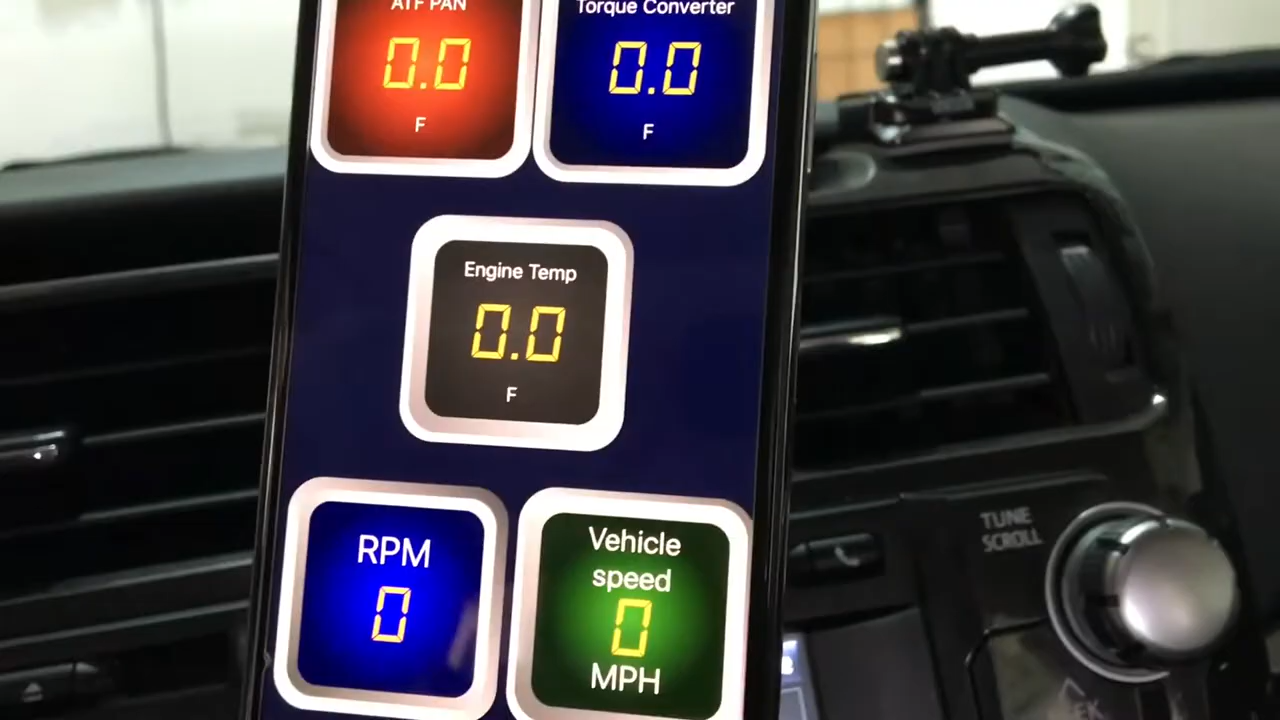 ATF PAN
0.0
F
Torque Converter
0.0
F
Engine Temp
0.0
F
RPM
0
Vehicle
speed
0
MPH
TUNE
SCROLL